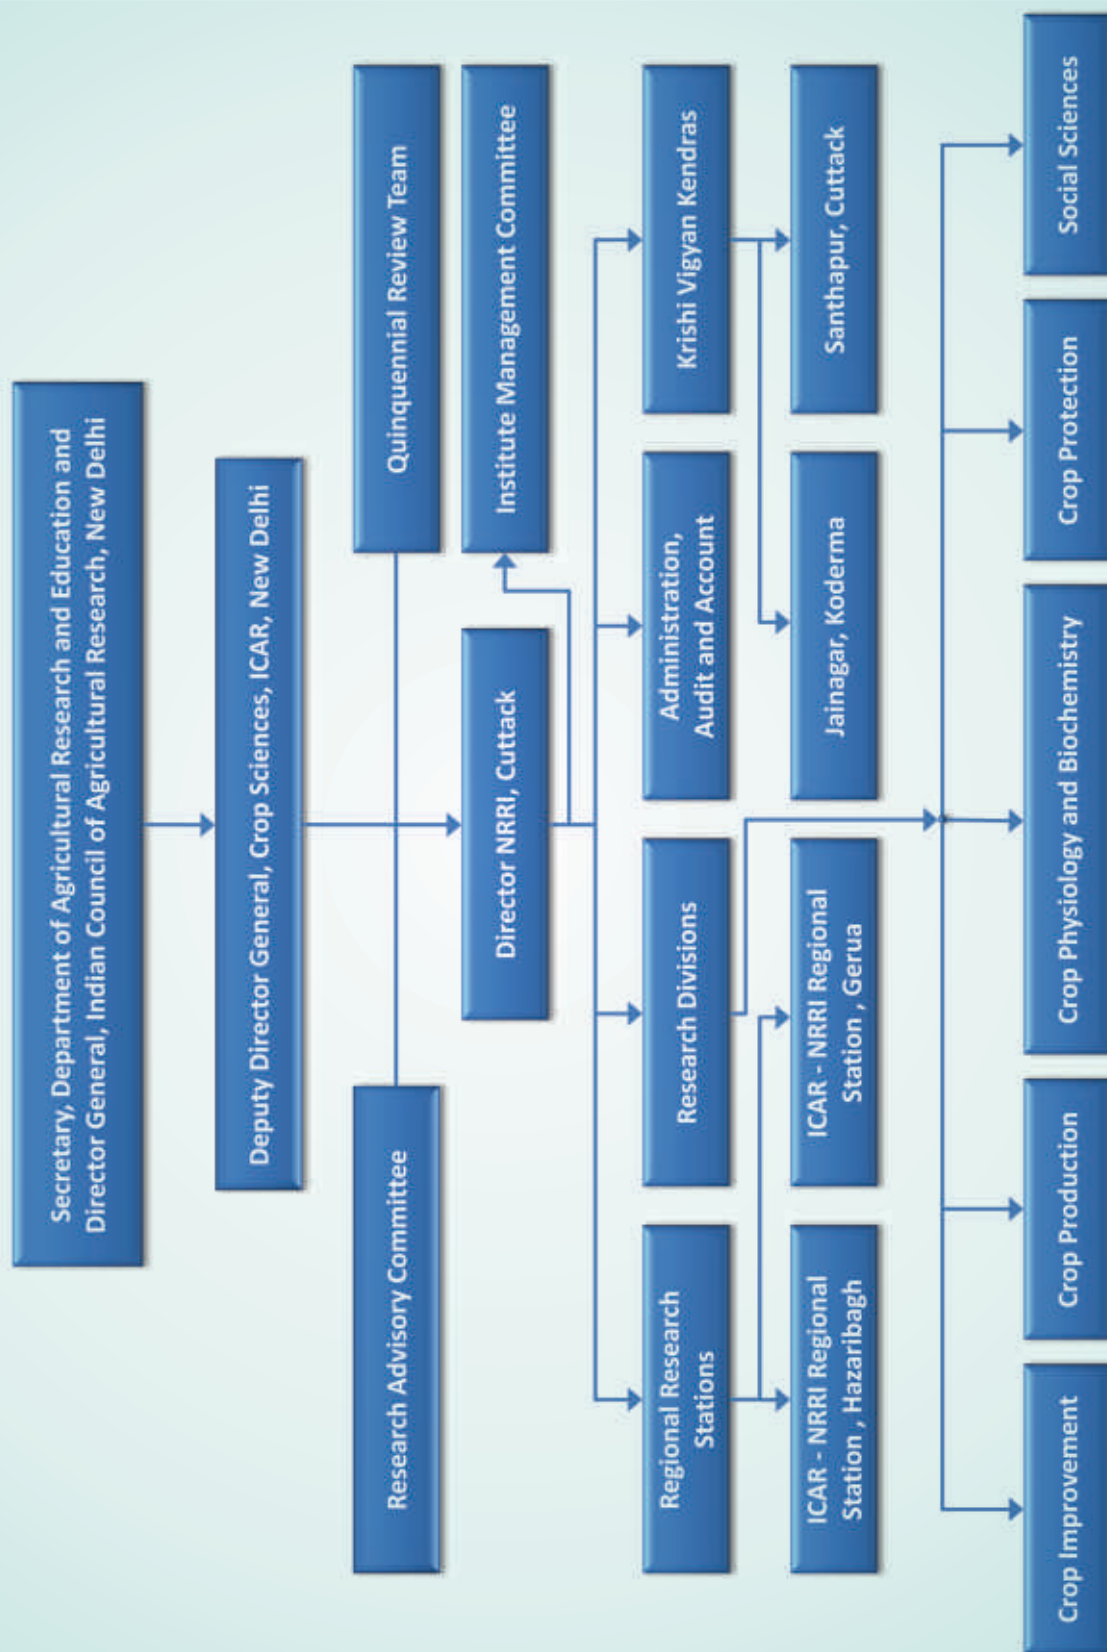 Secretary, Department of Agricultural Research and Education and
Director General, Indian Council of Agricultural Research, New Delhi
Deputy Director General, Crop Sciences, ICAR, New Delhi
Research Advisory Committee
Quinquennial Review Team
Director NRRI, Cuttack
Institute Management Committee
Regional Research
Stations
Research Divisions
Administration,
Audit and Account
Krishi Vigyan Kendras
ICAR - NRRI Regional
Station , Hazaribagh
ICAR - NRRI Regional
Station , Gerua
Jainagar, Koderma
Santhapur, Cuttack
Crop Improvement
Crop Production
Crop Physiology and Biochemistry
Crop Protection
Social Sciences